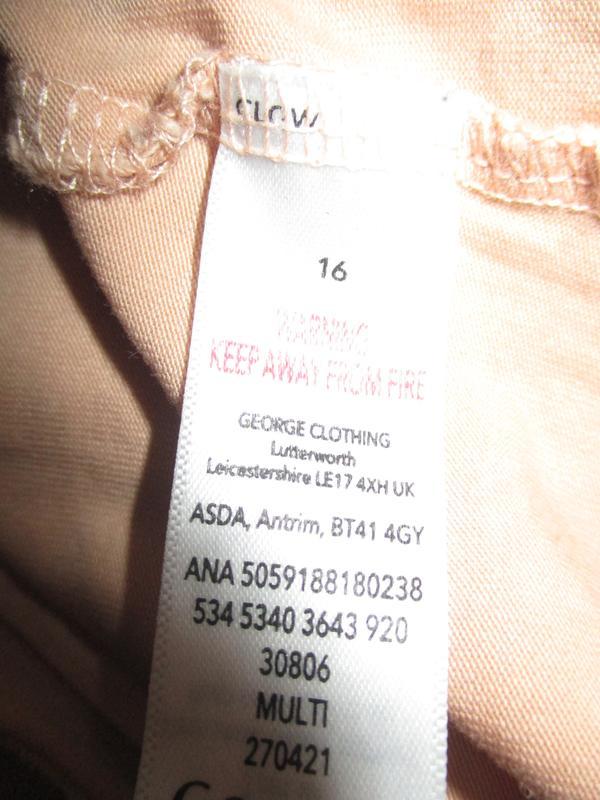 16
WARNING
KEEP AWAY FROM FIRE
GEORGE CLOTHING
Lutterworth
Leicestershire LE17 4XH UK
ASDA, Antrim, BT41 4GY
ANA 5059188180238
534 5340 3643 920
30806
MULTI
270421